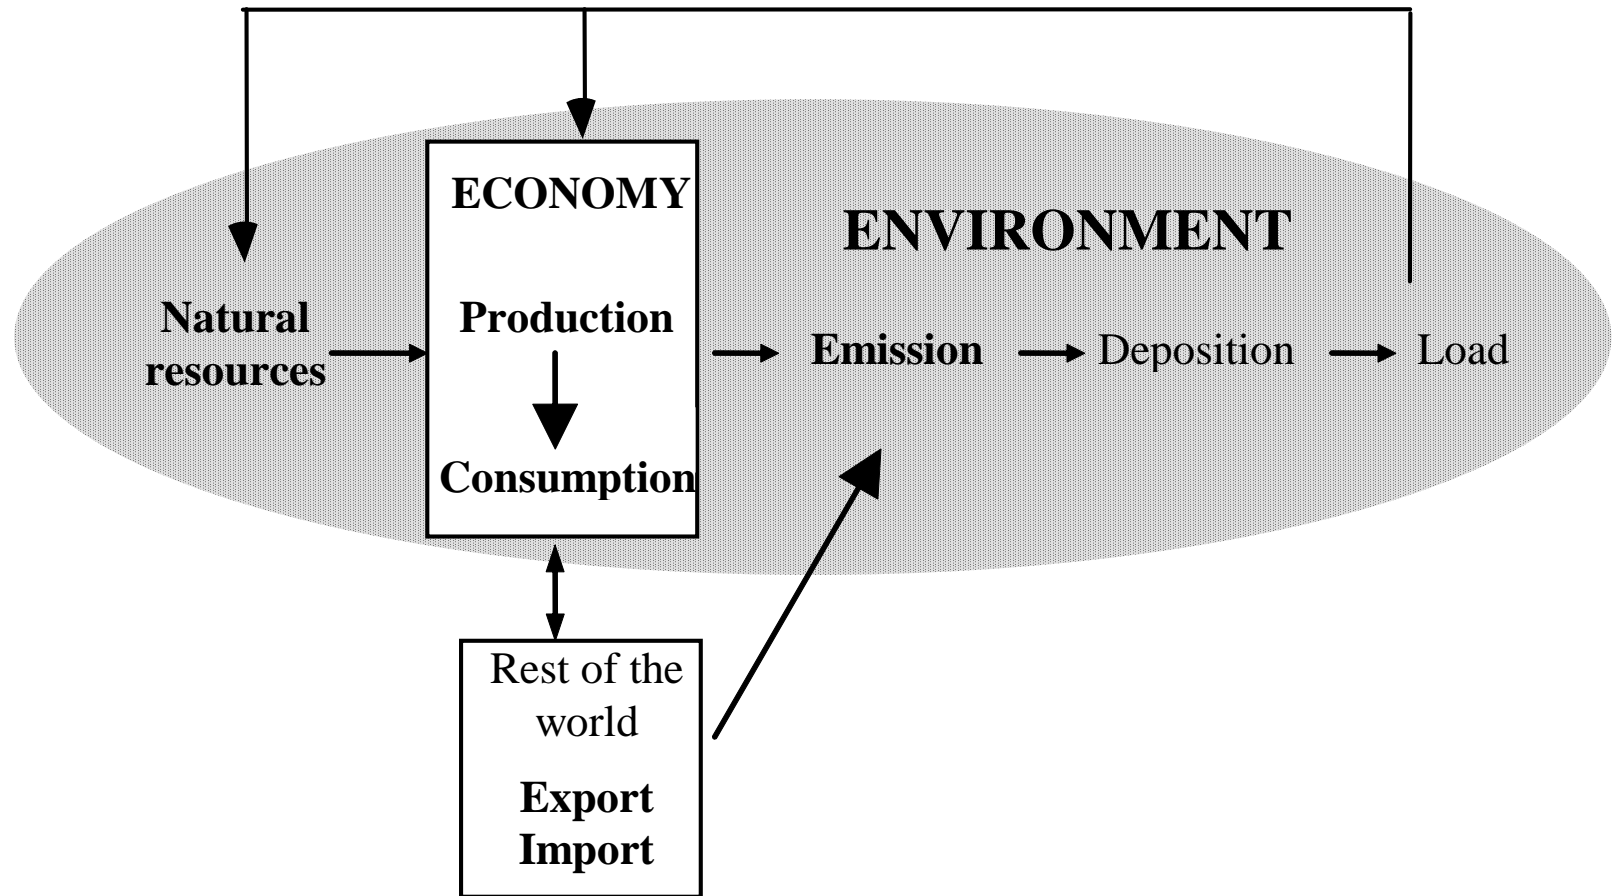 ECONOMY
ENVIRONMENT
Natural
resources
Production
Emission
Deposition
Load
Consumption
Rest of the
world
Export
Import